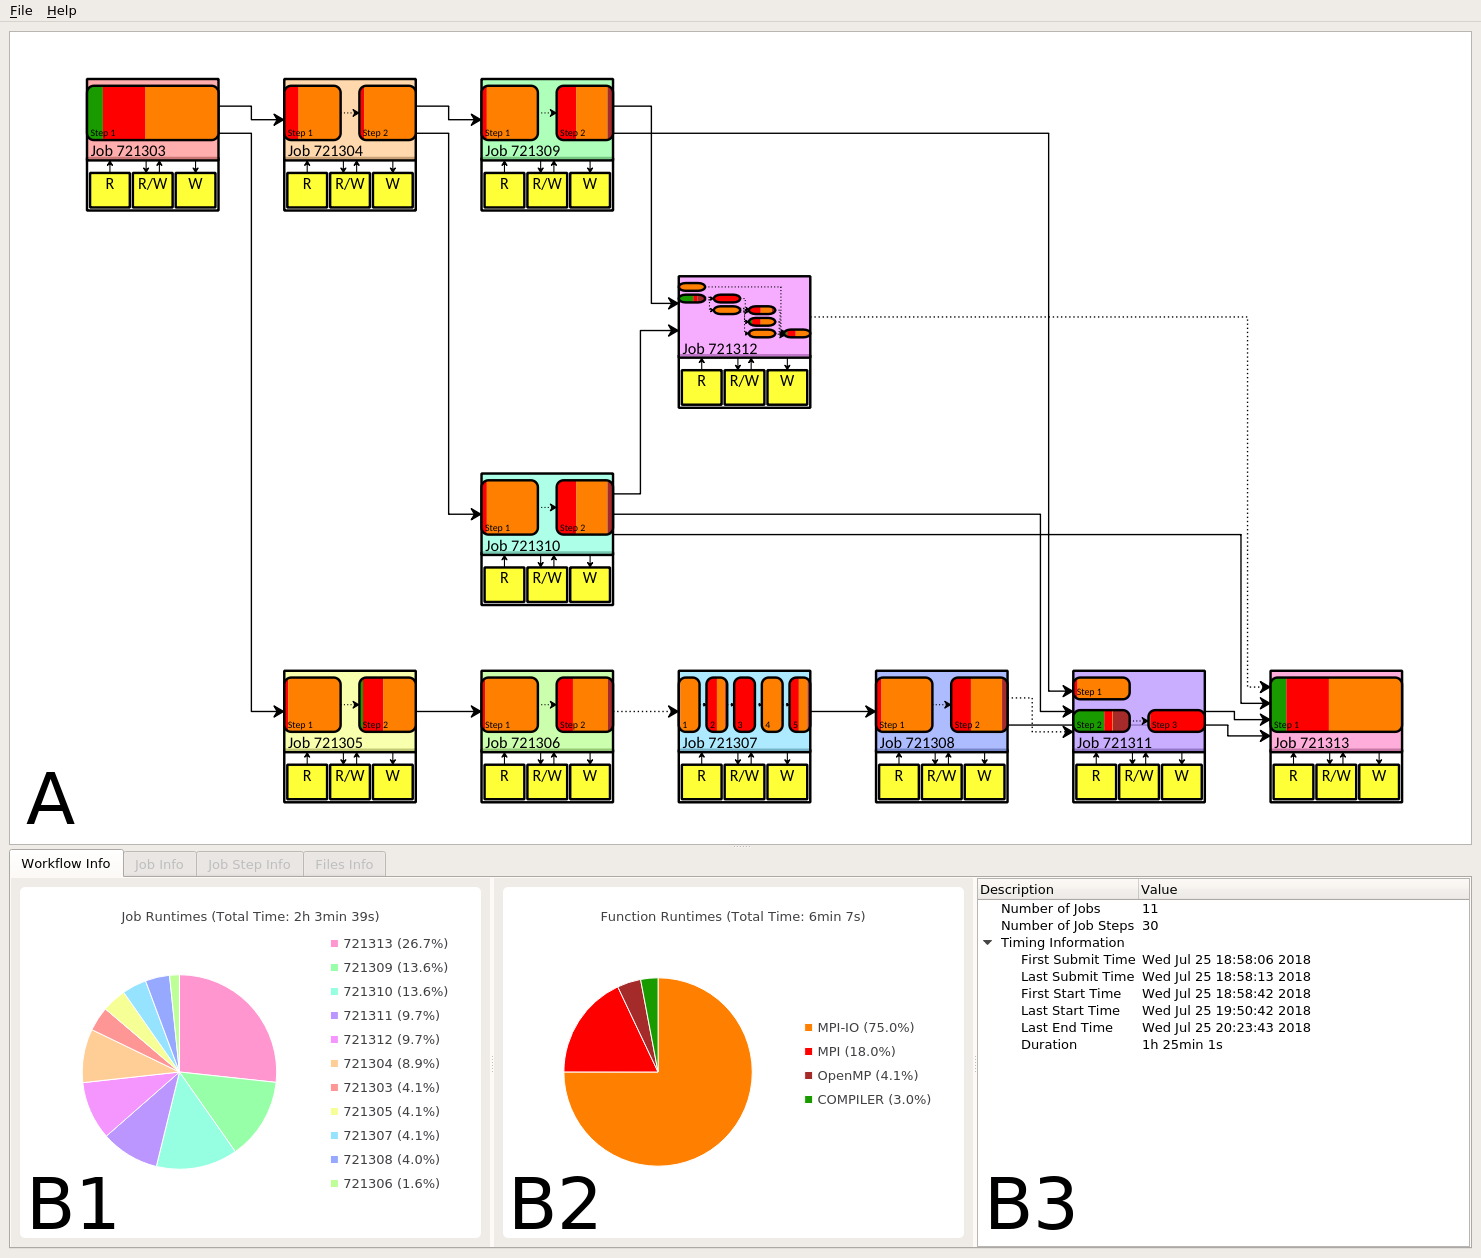 File Help
Step 1
Job 721303
R R/W W
Step 1 Step 2
Job 721304
R R/W W
Step 1 Step 2
Job 721309
R R/W W
Job 721312
R R/W W
Step 1 Step 2
Job 721310
R R/W W
Step 1 Step 2
Job 721305
R R/W W
Step 1 Step 2
Job 721306
R R/W W
1 2 3 4 5
Job 721307
R R/W W
Step 1 Step 2
Job 721308
R R/W W
Step 1
Step 2 Step 3
Job 721311
R R/W W
Step 1
Job 721313
R R/W W
A
Workflow Info Job Info Job Step Info Files Info
Job Runtimes (Total Time: 2h 3min 39s)
721313 (26.7%)
721309 (13.6%)
721310 (13.6%)
721311 (9.7%)
721312 (9.7%)
721304 (8.9%)
721303 (4.1%)
721305 (4.1%)
721307 (4.1%)
721308 (4.0%)
721306 (1.6%)
B1
Function Runtimes (Total Time: 6min 7s)
MPI-IO (75.0%)
MPI (18.0%)
OpenMP (4.1%)
COMPILER (3.0%)
B2
Description Value
Number of Jobs 11
Number of Job Steps 30
Timing Information
First Submit Time Wed Jul 25 18:58:06 2018
Last Submit Time Wed Jul 25 18:58:13 2018
First Start Time Wed Jul 25 18:58:42 2018
Last Start Time Wed Jul 25 19:50:42 2018
Last End Time Wed Jul 25 20:23:43 2018
Duration 1h 25min 1s
B3